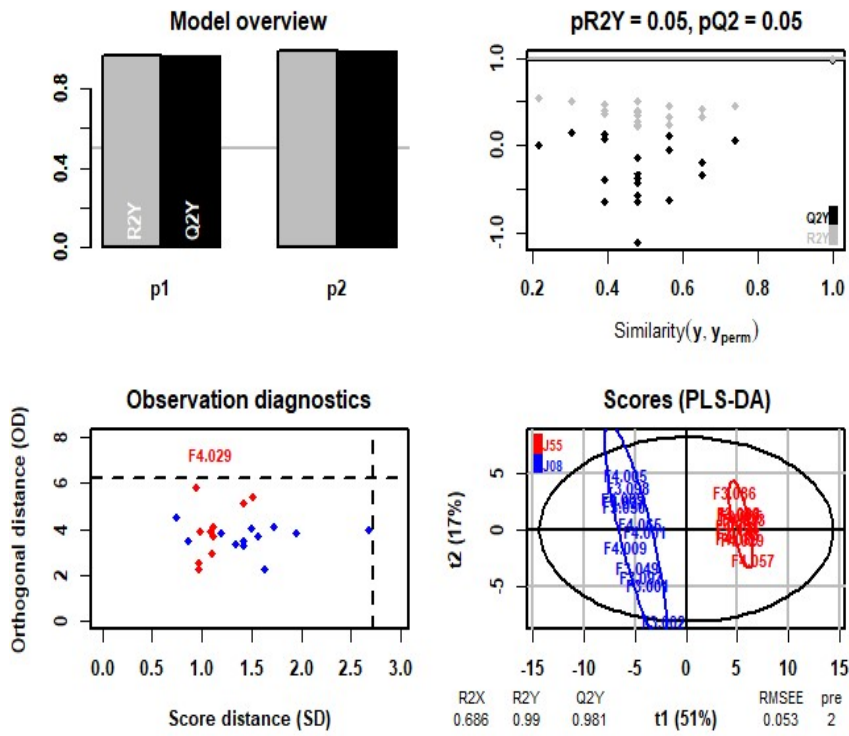 Model overview
0.8
0.4
0.0
R2Y
Q2Y
p1
p2
pR2Y = 0.05, pQ2 = 0.05
1.0
0.0
-1.0
Q2Y
R2Y
0.2 0.4 0.6 0.8 1.0
Similarity(y, yperm)
Observation diagnostics
Orthogonal distance (OD)
8
6
4
2
0
F4.029
0.0 0.5 1.0 1.5 2.0 2.5 3.0
Score distance (SD)
Scores (PLS-DA)
t2 (17%)
5
0
-5
J55
J08
F4.005
F3.098
F4.001
F4.009
F3.049
F3.001
F3.086
F4.057
-15 -10 -5 0 5 10 15
R2X R2Y Q2Y RMSEE pre
0.686 0.99 0.981 t1 (51%) 0.053 2